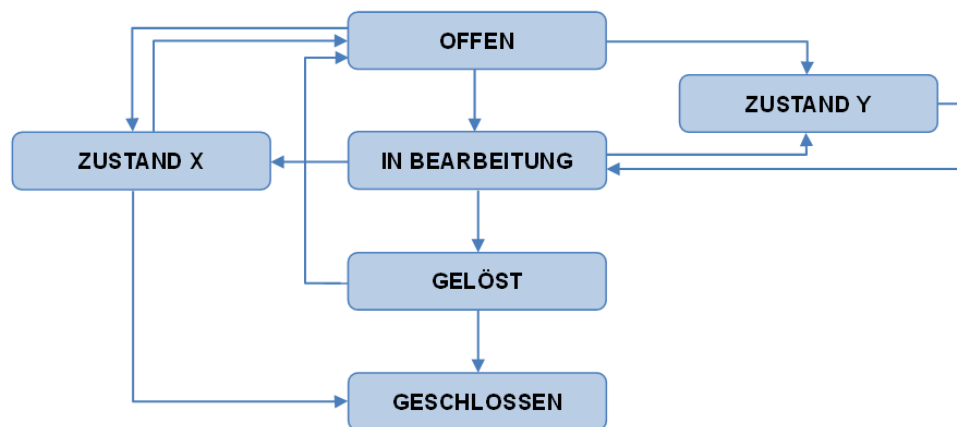 OFFEN
ZUSTAND Y
ZUSTAND X
IN BEARBEITUNG
GELÖST
GESCHLOSSEN